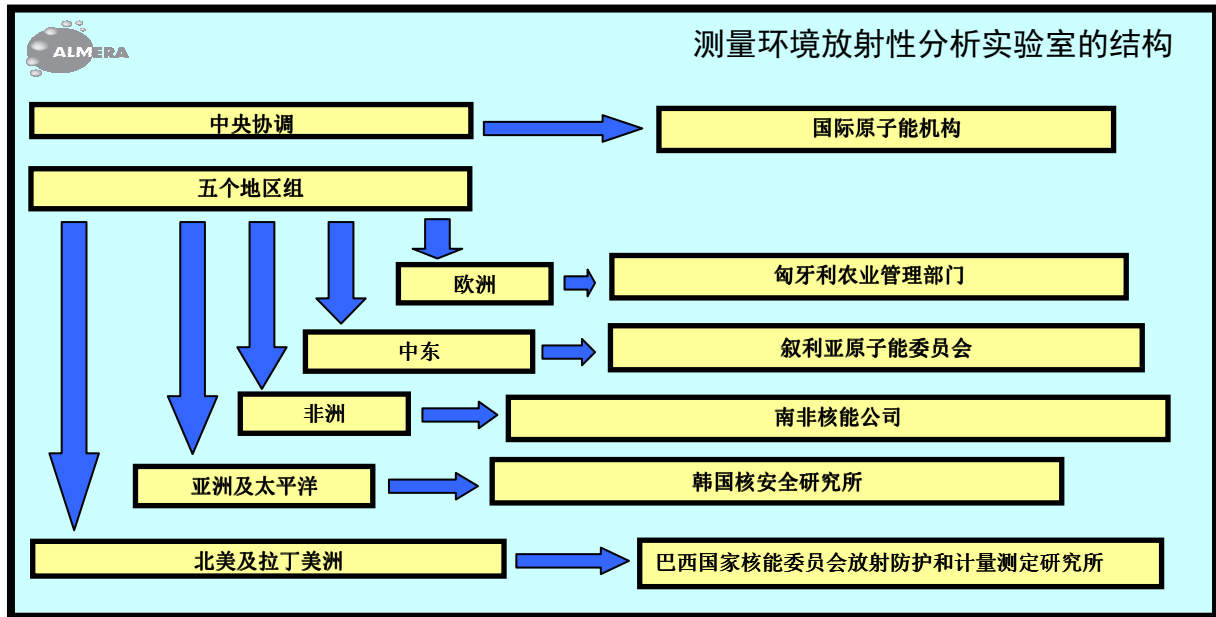 ALMERA
测量环境放射性分析实验室的结构
中央协调
国际原子能机构
五个地区组
欧洲
匈牙利农业管理部门
中东
叙利亚原子能委员会
非洲
南非核能公司
亚洲及太平洋
韩国核安全研究所
北美及拉丁美洲
巴西国家核能委员会放射防护和计量测定研究所